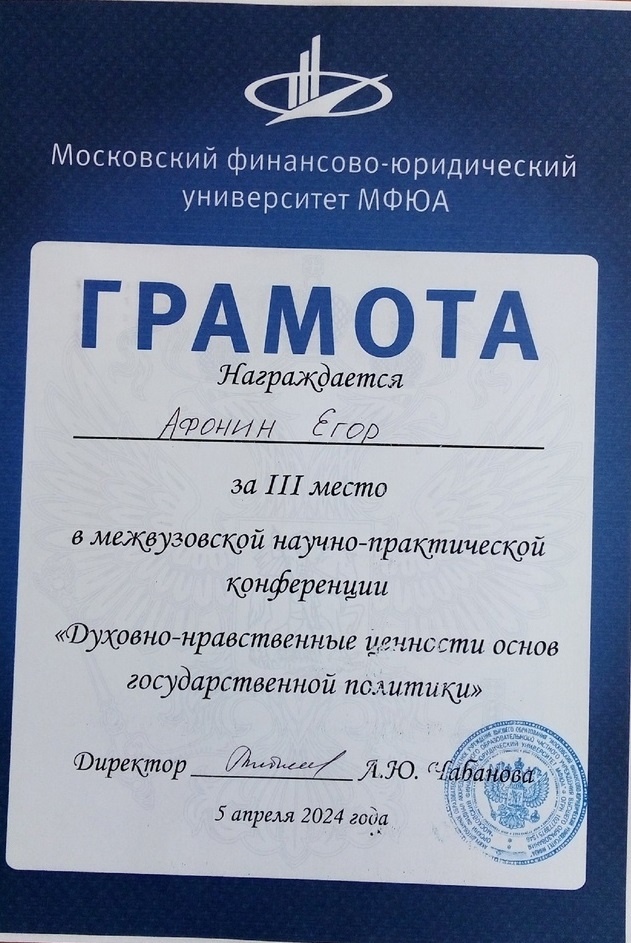 Московский финансово-юридический
университет МФЮА
ГРАМОТА
Награждается
Афонин Егор
за III место
в межвузовской научно-практической
конференции
«Духовно-нравственные ценности основ
государственной политики»
Директор А.Ю. Чабанова
5 апреля 2024 года